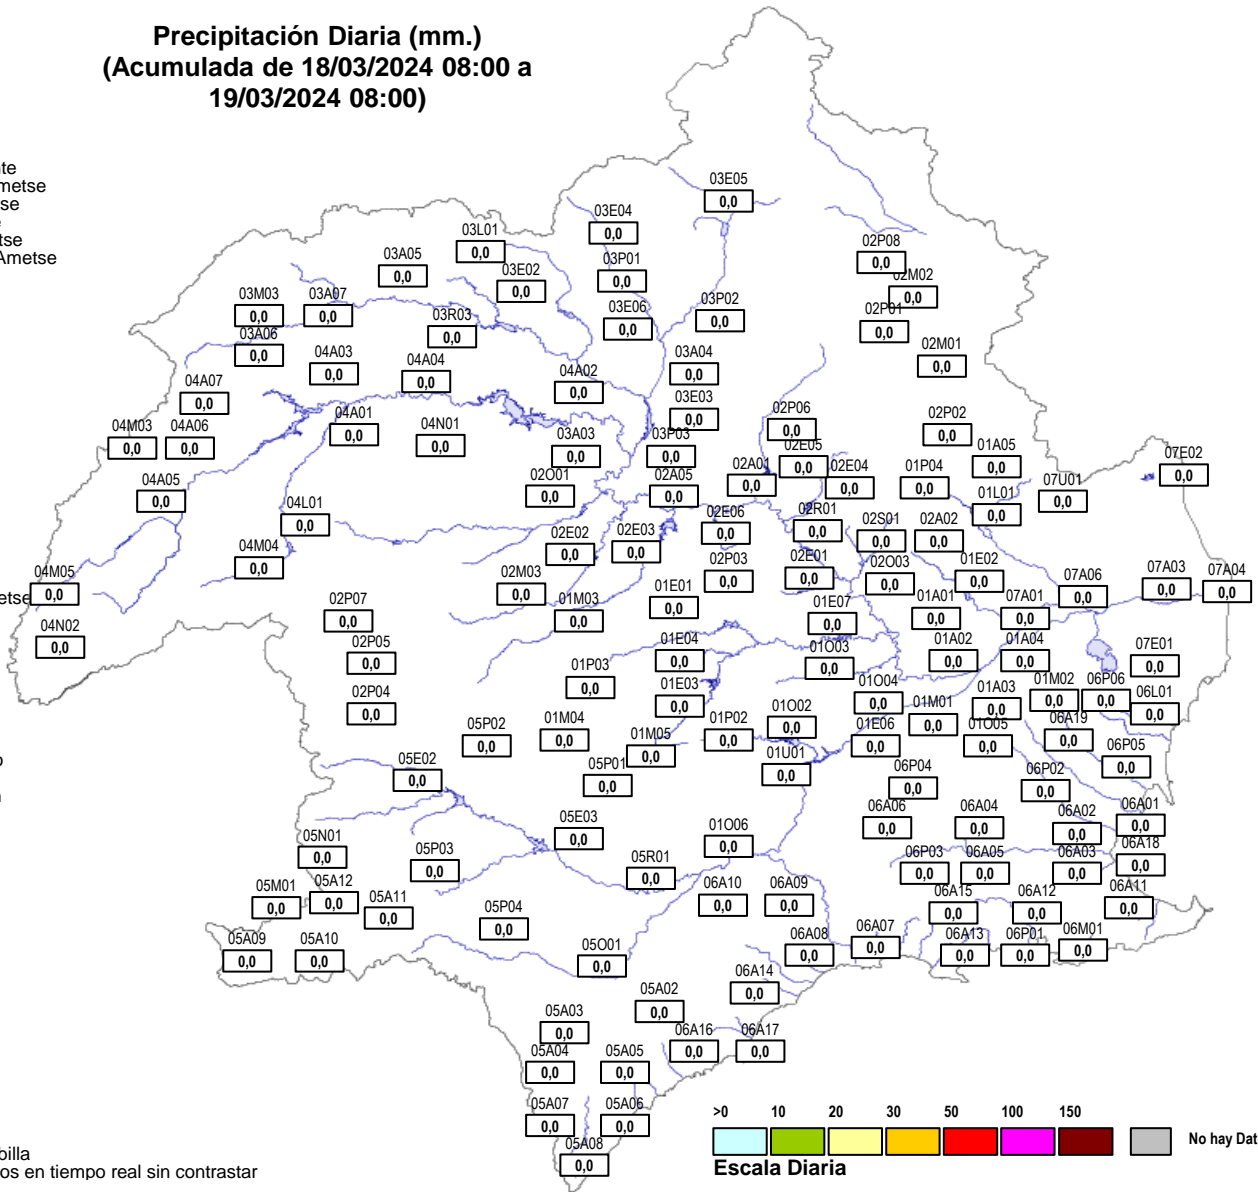 Precipitación Diaria (mm.)
(Acumulada de 18/03/2024 08:00 a
19/03/2024 08:00)
03E05
0,0
03E04
0,0
03L01
0,0
03A05
0,0
03P01
0,0
03E02
0,0
02P08
0,0
02M02
0,0
03M03
0,0
03A07
0,0
03R03
0,0
03E06
0,0
03P02
0,0
02P01
0,0
03A06
0,0
04A03
0,0
04A04
0,0
04A02
0,0
03A04
0,0
02M01
0,0
04A07
0,0
03E03
0,0
04M03
0,0
04A06
0,0
04A01
0,0
04N01
0,0
03A03
0,0
03P03
0,0
02P06
0,0
02E05
0,0
02P02
0,0
01A05
0,0
07E02
0,0
04A05
0,0
02O01
0,0
02A05
0,0
02A01
0,0
02E04
0,0
01P04
0,0
01L01
0,0
07U01
0,0
04L01
0,0
02E02
0,0
02E03
0,0
02E06
0,0
02R01
0,0
02S01
0,0
02A02
0,0
04M04
0,0
04M05
0,0
02M03
0,0
01M03
0,0
01E01
0,0
02P03
0,0
02E01
0,0
02O03
0,0
01E02
0,0
07A06
0,0
07A03
0,0
07A04
0,0
04N02
0,0
02P07
0,0
02P05
0,0
01E07
0,0
01A01
0,0
07A01
0,0
01E04
0,0
01O03
0,0
01A02
0,0
01A04
0,0
07E01
0,0
02P04
0,0
01P03
0,0
01E03
0,0
01O04
0,0
01M01
0,0
01A03
0,0
01M02
0,0
06P06
0,0
06L01
0,0
05P02
0,0
01M04
0,0
01M05
0,0
01P02
0,0
01O02
0,0
01E06
0,0
01O05
0,0
06A19
0,0
06P05
0,0
05E02
0,0
05P01
0,0
01U01
0,0
06P04
0,0
06P02
0,0
05E03
0,0
01O06
0,0
06A06
0,0
06A04
0,0
06A02
0,0
06A01
0,0
05N01
0,0
05P03
0,0
05R01
0,0
06P03
0,0
06A05
0,0
06A03
0,0
06A18
0,0
05M01
0,0
05A12
0,0
05A11
0,0
06A10
0,0
06A09
0,0
06A15
0,0
06A12
0,0
06A11
0,0
05P04
0,0
05A09
0,0
05A10
0,0
05O01
0,0
06A08
0,0
06A07
0,0
06A13
0,0
06P01
0,0
06M01
0,0
06A14
0,0
05A02
0,0
05A03
0,0
06A16
0,0
06A17
0,0
05A04
0,0
05A05
0,0
05A07
0,0
05A06
0,0
05A08
0,0
>0 10 20 30 50 100 150
No hay Dat
Escala Diaria
os en tiempo real sin contrastar